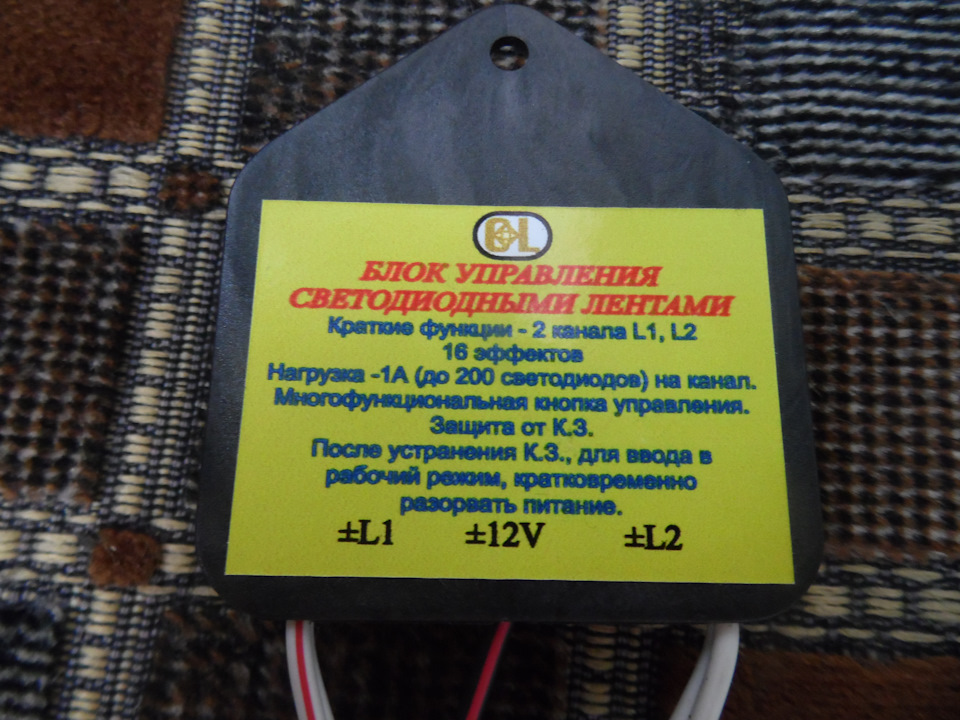 БЛОК УПРАВЛЕНИЯ
СВЕТОДИОДНЫМИ ЛЕНТАМИ
Краткие функции - 2 канала L1, L2
16 эффектов
Нагрузка -1А (до 200 светодиодов) на канал.
Многофункциональная кнопка управления.
Защита от К.З.
После устранения К.З., для ввода в
рабочий режим, кратковременно
разорвать питание.
±L1 ±12V ±L2